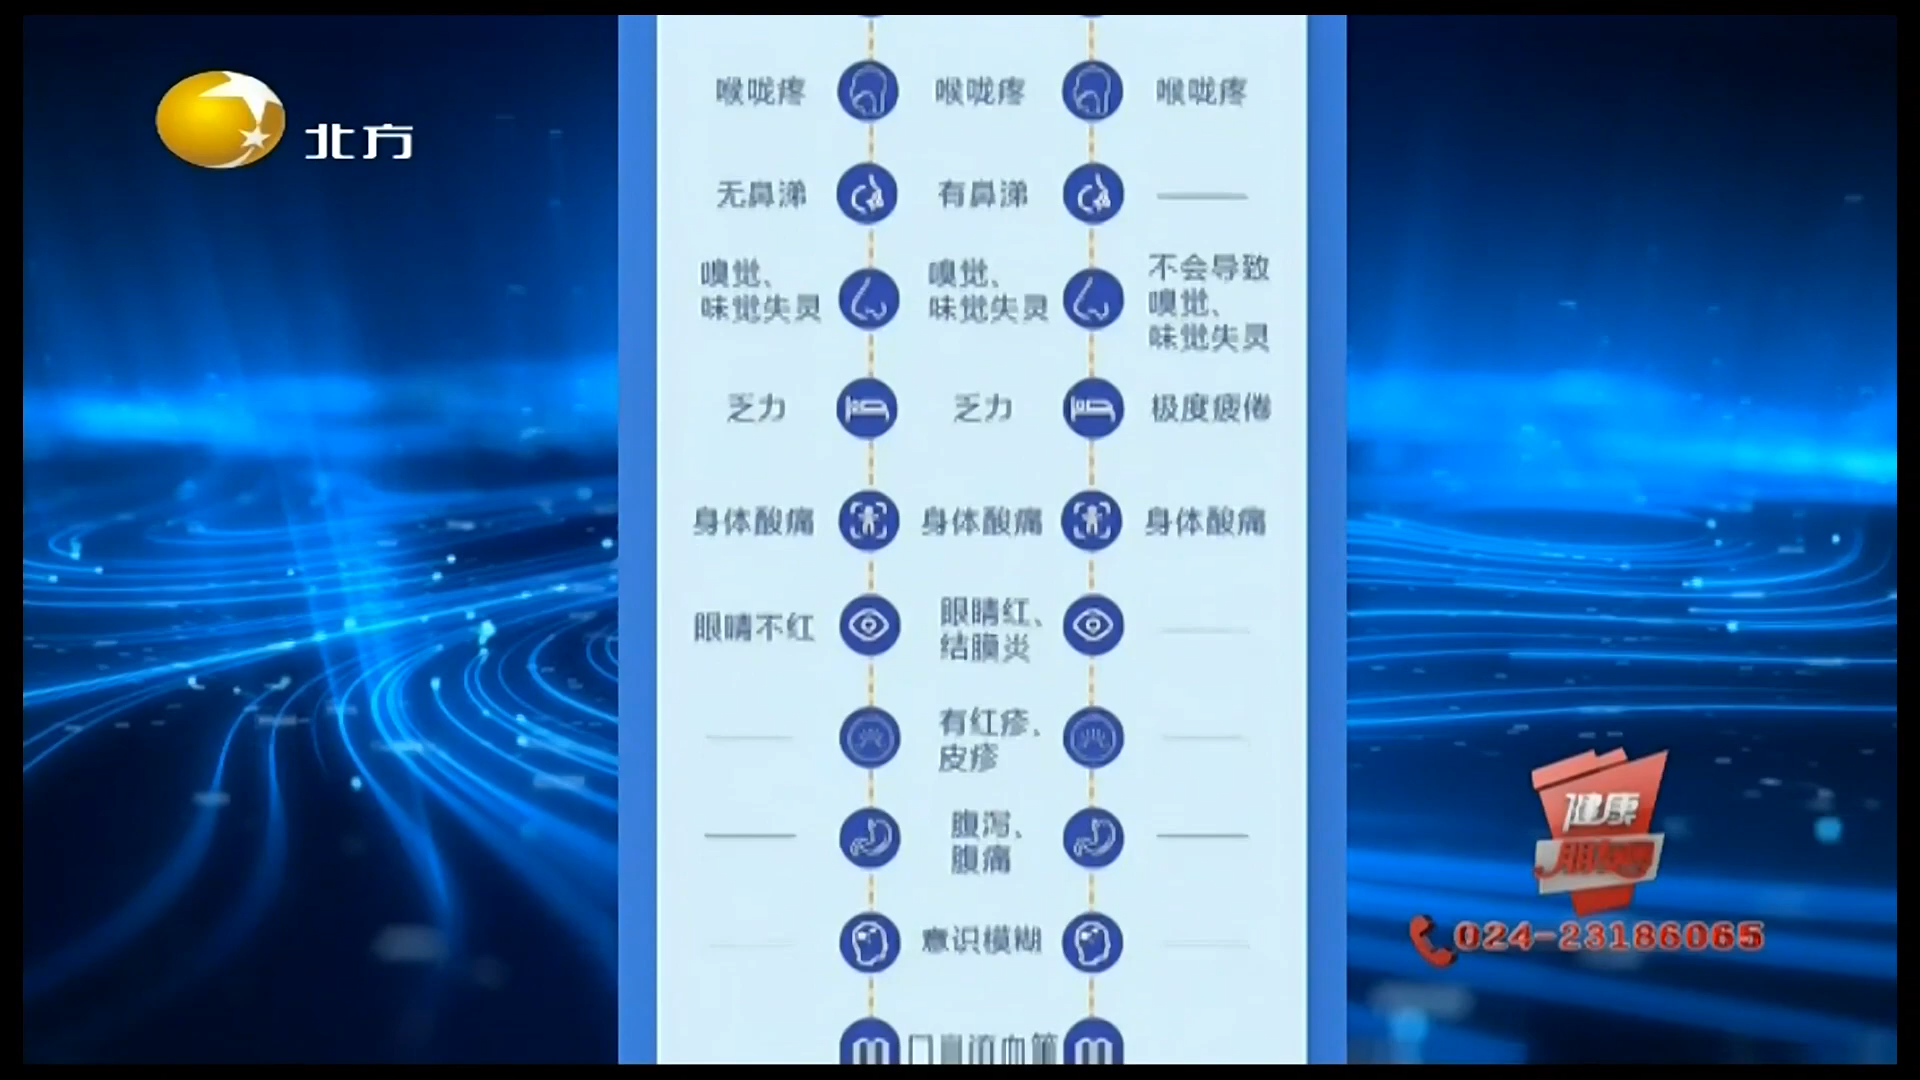 北方
喉咙疼 喉咙疼 喉咙疼
无鼻涕 有鼻涕
嗅觉、 嗅觉、 不会导致
味觉失灵 味觉失灵 嗅觉、
味觉失灵
乏力 乏力 极度疲倦
身体酸痛 身体酸痛 身体酸痛
眼睛不红 眼睛红、
结膜炎
有红疹、
皮疹
腹泻、
腹痛
意识模糊
健康
024-23186065